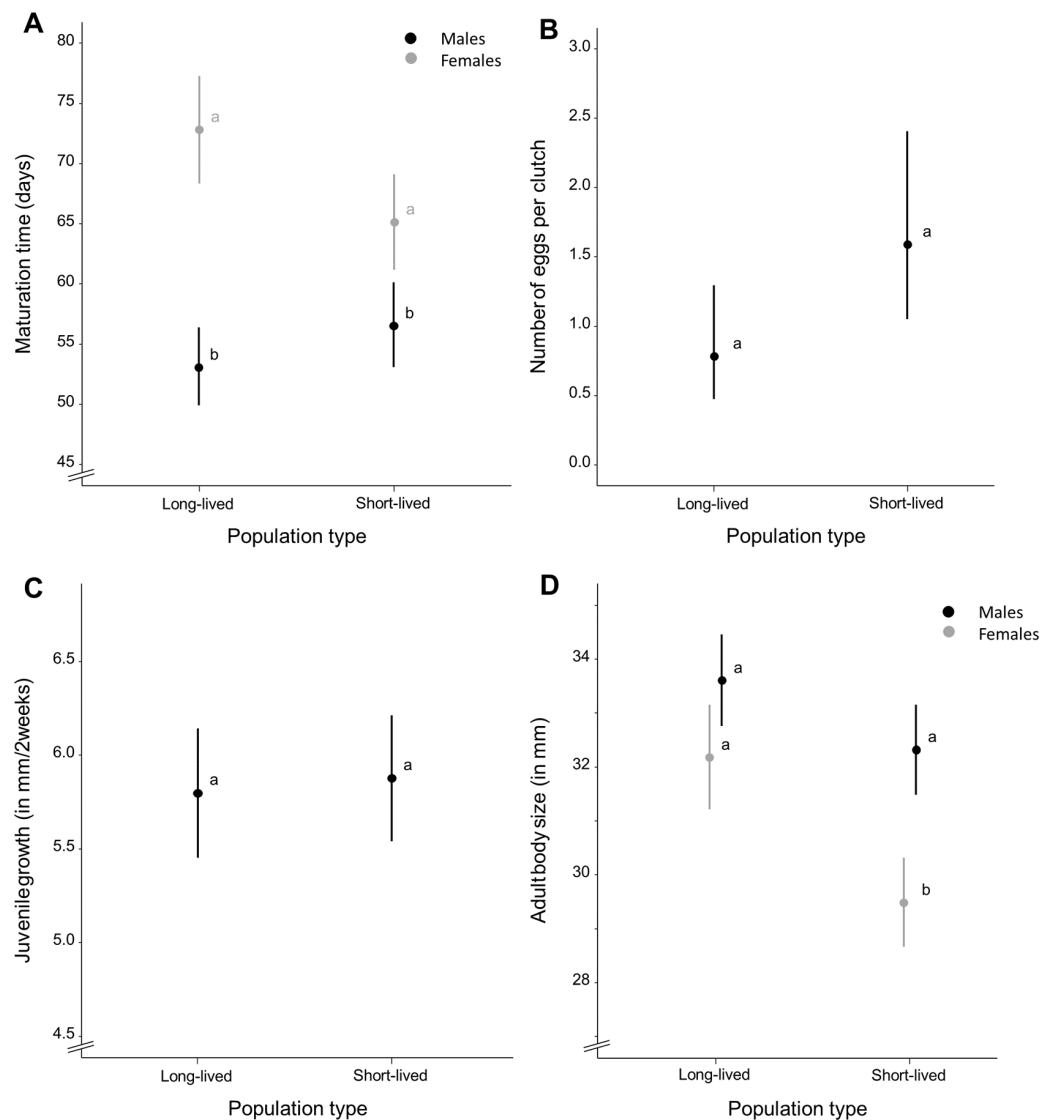 A
Males
Females
80
75
70
65
60
55
50
45
Maturation time (days)
a
b
a
b
Long-lived
Short-lived
Population type
B
3.0
2.5
2.0
1.5
1.0
0.5
0.0
Number of eggs per clutch
a
a
Long-lived
Short-lived
Population type
C
6.5
6.0
5.5
5.0
4.5
Juvenilegrowth (in mm/2weeks)
a
a
Long-lived
Short-lived
Population type
D
Males
Females
34
32
30
28
Adultbody size (in mm)
a
a
a
b
Long-lived
Short-lived
Population type